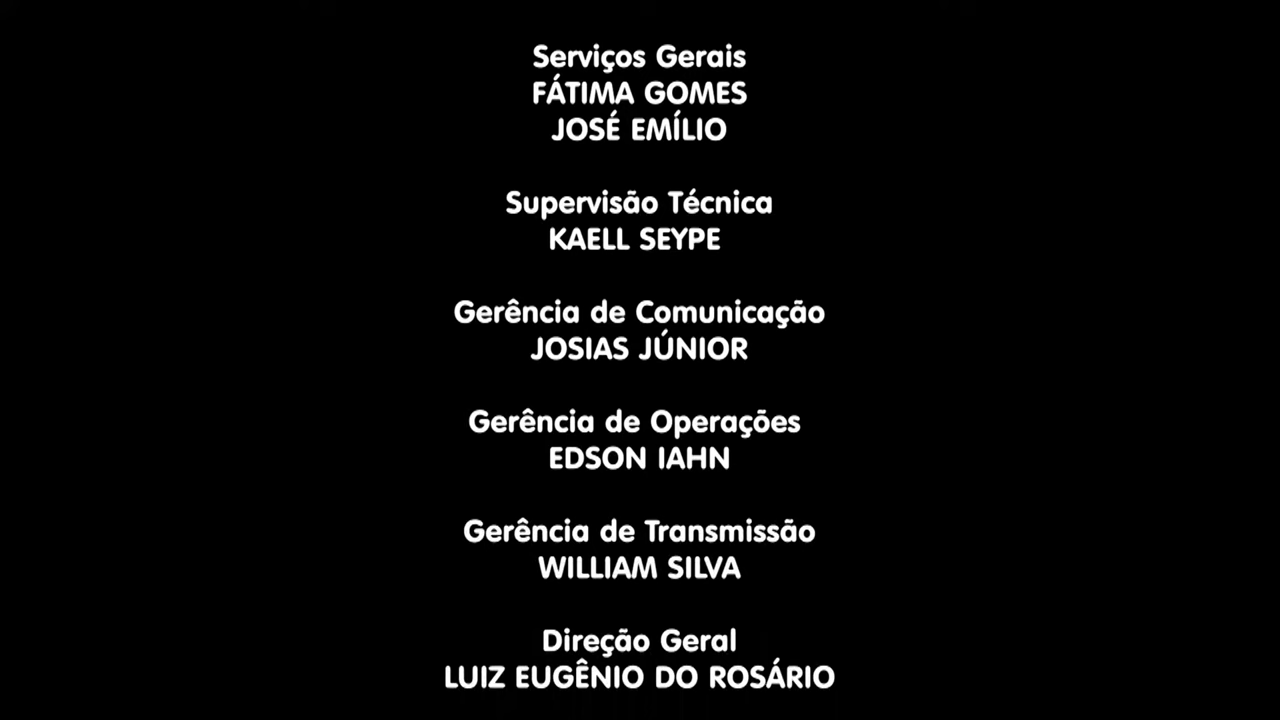 Serviços Gerais
FÁTIMA GOMES
JOSÉ EMÍLIO
Supervisão Técnica
KAELL SEYPE
Gerência de Comunicação
JOSIAS JÚNIOR
Gerência de Operações
EDSON IAHN
Gerência de Transmissão
WILLIAM SILVA
Direção Geral
LUIZ EUGÊNIO DO ROSÁRIO